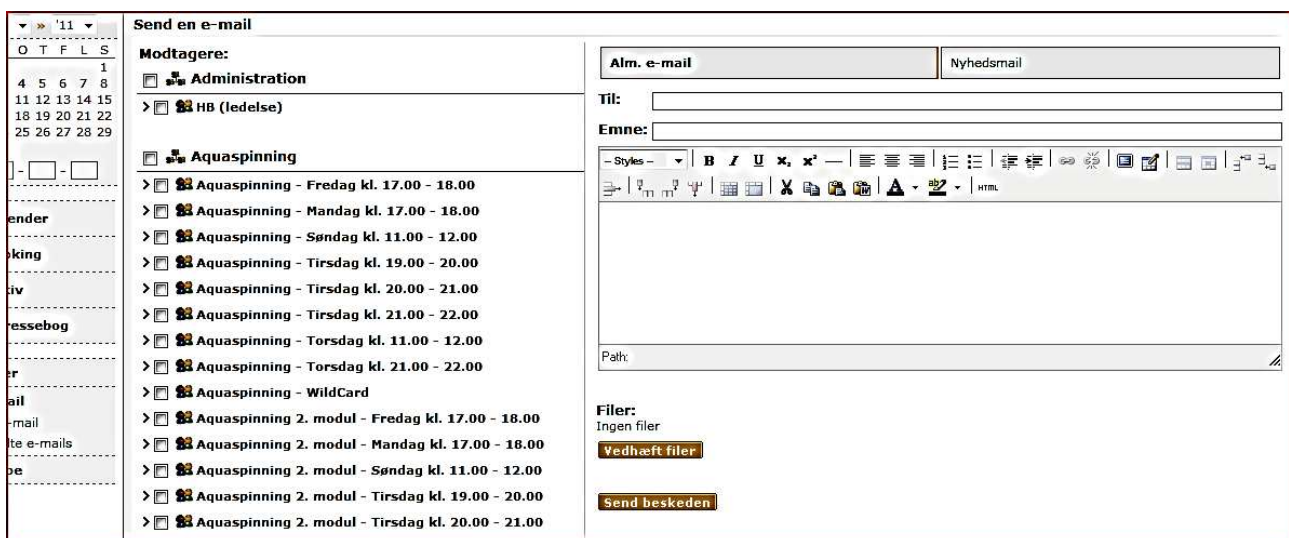 » '11
O T F L S
1
4 5 6 7 8
11 12 13 14 15
18 19 20 21 22
25 26 27 28 29
- -
ender
king
iv
ressebog
er
ail
-mail
lte e-mails
pe
Send en e-mail
Modtagere:
Administration
HB (ledelse)
Aquaspinning
Aquaspinning - Fredag kl. 17.00 - 18.00
Aquaspinning - Mandag kl. 17.00 - 18.00
Aquaspinning - Søndag kl. 11.00 - 12.00
Aquaspinning - Tirsdag kl. 19.00 - 20.00
Aquaspinning - Tirsdag kl. 20.00 - 21.00
Aquaspinning - Tirsdag kl. 21.00 - 22.00
Aquaspinning - Torsdag kl. 11.00 - 12.00
Aquaspinning - Torsdag kl. 21.00 - 22.00
Aquaspinning - WildCard
Aquaspinning 2. modul - Fredag kl. 17.00 - 18.00
Aquaspinning 2. modul - Mandag kl. 17.00 - 18.00
Aquaspinning 2. modul - Søndag kl. 11.00 - 12.00
Aquaspinning 2. modul - Tirsdag kl. 19.00 - 20.00
Aquaspinning 2. modul - Tirsdag kl. 20.00 - 21.00
Alm. e-mail
Nyhedsmail
Til:
Emne:
-- Styles --
B I U x₂ x²
A ab HTML
Path:
Filer:
Ingen filer
Vedhæft filer
Send beskeden